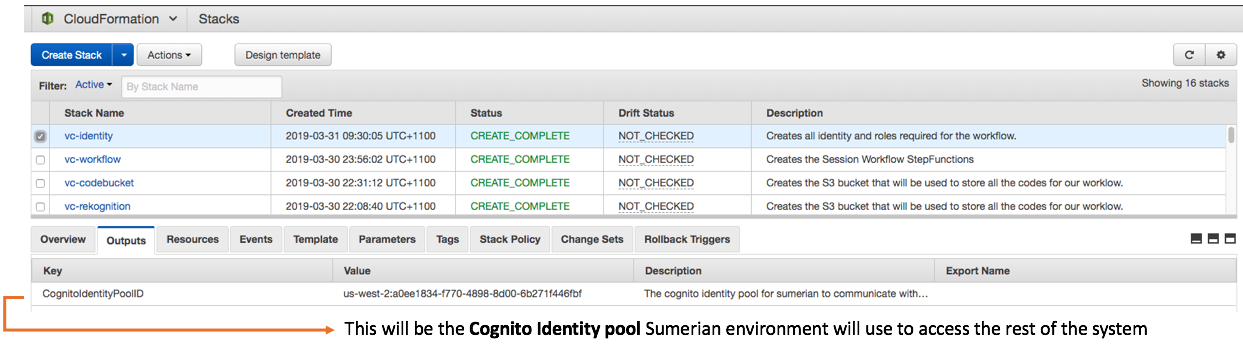 CloudFormation Stacks
Create Stack Actions Design template
Filter: Active By Stack Name Showing 16 stacks
Stack Name Created Time Status Drift Status Description
vc-identity 2019-03-31 09:30:05 UTC+1100 CREATE_COMPLETE NOT_CHECKED Creates all identity and roles required for the workflow.
vc-workflow 2019-03-30 23:56:02 UTC+1100 CREATE_COMPLETE NOT_CHECKED Creates the Session Workflow StepFunctions
vc-codebucket 2019-03-30 22:31:12 UTC+1100 CREATE_COMPLETE NOT_CHECKED Creates the S3 bucket that will be used to store all the codes for our worklow.
vc-rekognition 2019-03-30 22:08:40 UTC+1100 CREATE_COMPLETE NOT_CHECKED Creates the S3 bucket that will be used to store all the codes for our worklow.
Overview Outputs Resources Events Template Parameters Tags Stack Policy Change Sets Rollback Triggers
Key Value Description Export Name
CognitoIdentityPoolID us-west-2:a0ee1834-f770-4898-8d00-6b271f446fbf The cognito identity pool for sumerian to communicate with…
This will be the Cognito Identity pool Sumerian environment will use to access the rest of the system